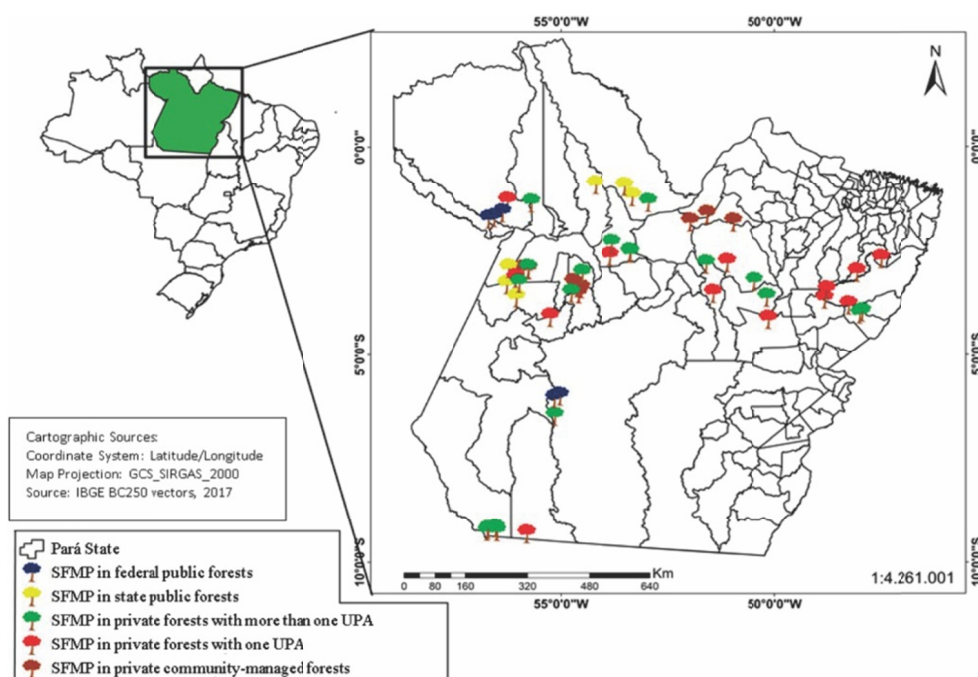 55°0'0"W
50°0'0"W
N
0°0'0"
0°0'0"
5°0'0"S
5°0'0"S
10°0'0"S
10°0'0"S
Cartographic Sources:
Coordinate System: Latitude/Longitude
Map Projection: GCS_SIRGAS_2000
Source: IBGE BC250 vectors, 2017
Pará State
SFMP in federal public forests
SFMP in state public forests
SFMP in private forests with more than one UPA
SFMP in private forests with one UPA
SFMP in private community-managed forests
Km
0 80 160 320 480 640
1:4.261.001
55°0'0"W
50°0'0"W